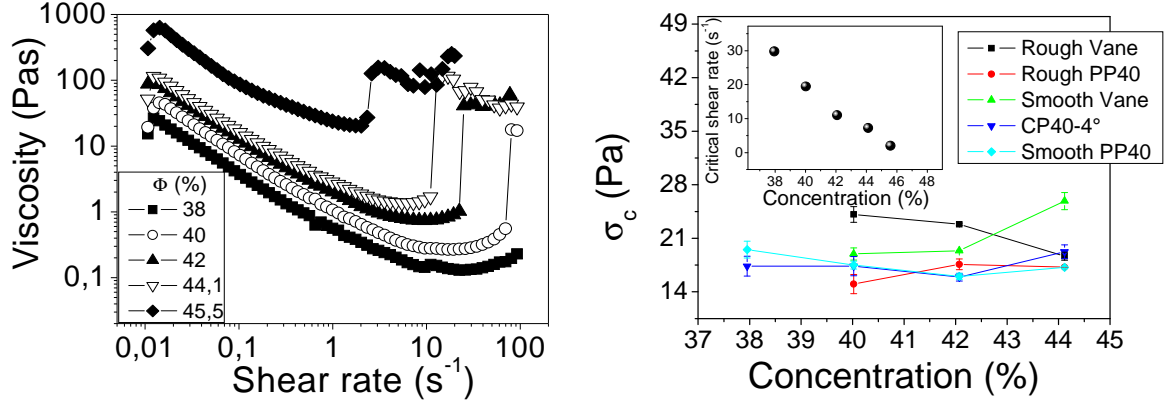 1000
100
10
1
0,1
Viscosity (Pas)
Φ (%)
38
40
42
44,1
45,5
0,01 0,1 1 10 100
Shear rate (s⁻¹)
49
42
35
28
21
14
σc (Pa)
30
20
10
0
Critical shear rate (s⁻¹)
38 40 42 44 46 48
Concentration (%)
Rough Vane
Rough PP40
Smooth Vane
CP40-4°
Smooth PP40
37 38 39 40 41 42 43 44 45
Concentration (%)